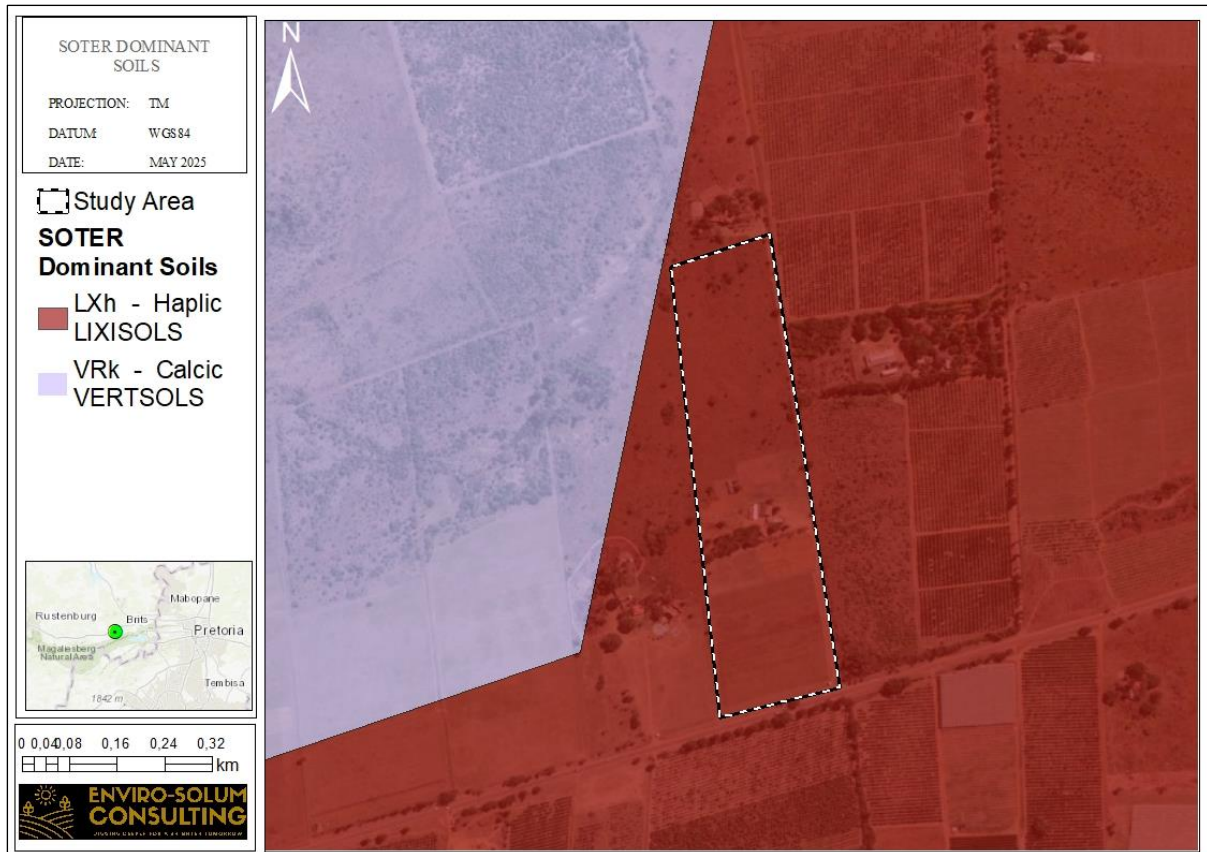 SOTER DOMINANT
SOILS
PROJECTION: TM
DATUM: WGS84
DATE: MAY 2025
Study Area
SOTER
Dominant Soils
LXh - Haplic
LIXISOLS
VRk - Calcic
VERTSOLS
N
Mabopane
Rustenburg
Brits
Pretoria
Magaliesberg
Natural Area
Tembisa
1842 m
0 0,040,08 0,16 0,24 0,32
km
ENVIRO-SOLUM
CONSULTING